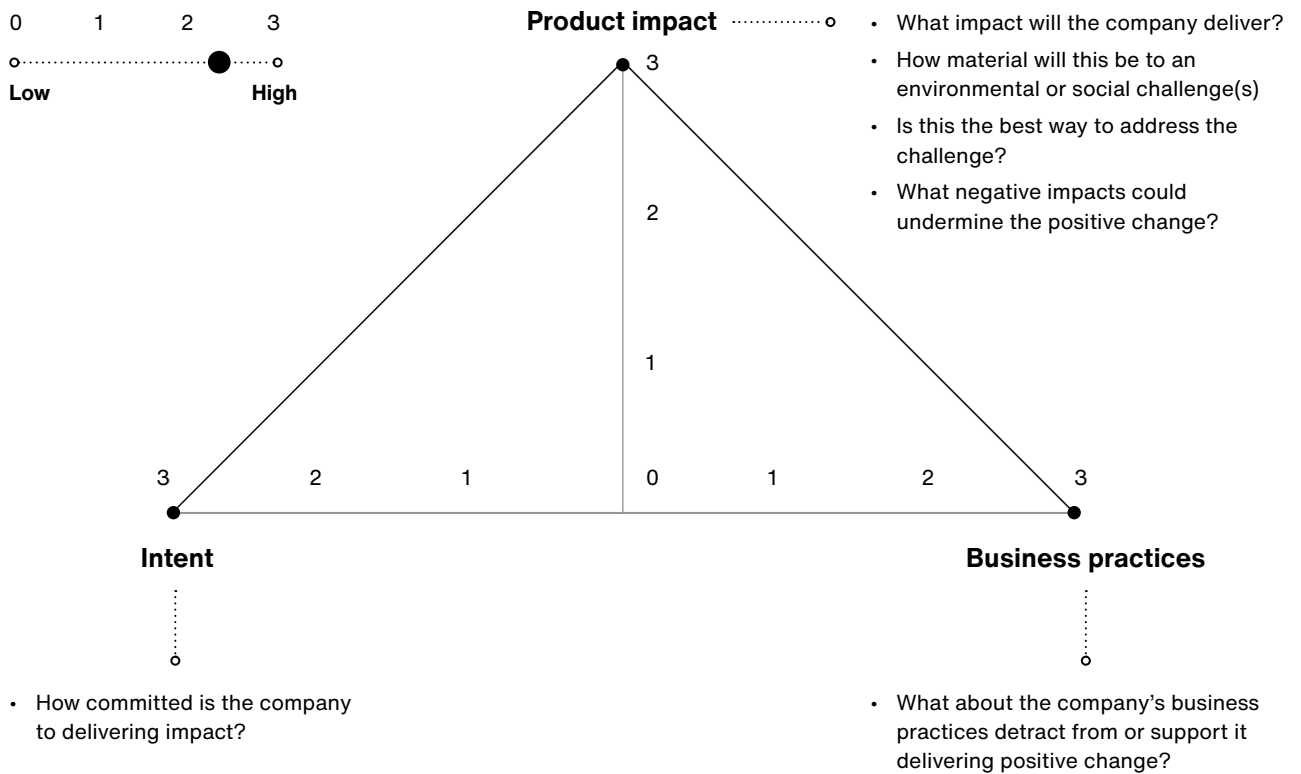 0 1 2 3
Low High
Product impact
• What impact will the company deliver?
• How material will this be to an
environmental or social challenge(s)
• Is this the best way to address the
challenge?
• What negative impacts could
undermine the positive change?
3
2
1
3 2 1 0 1 2 3
Intent
Business practices
• How committed is the company
to delivering impact?
• What about the company’s business
practices detract from or support it
delivering positive change?